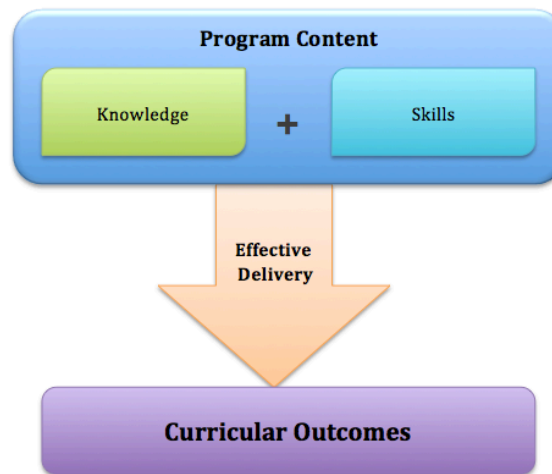 Program Content
Knowledge + Skills
Effective
Delivery
Curricular Outcomes